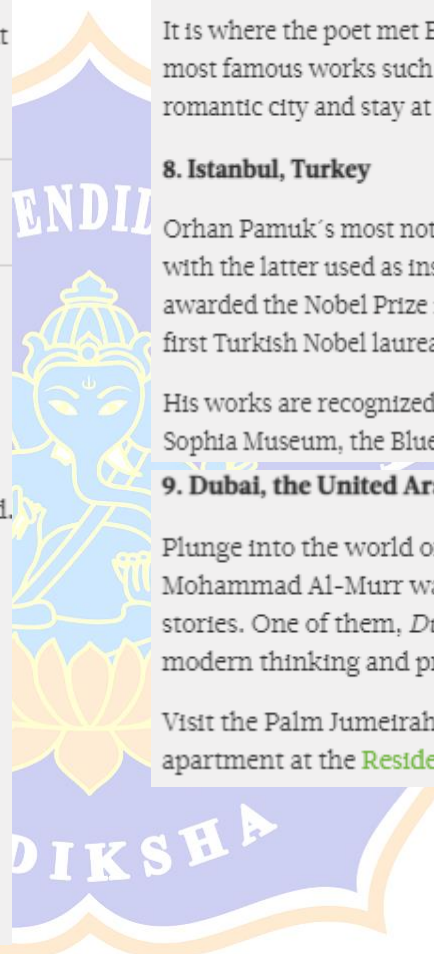 It is where the poet met E
most famous works such
romantic city and stay at
8. Istanbul, Turkey
Orhan Pamuk´s most not
with the latter used as ins
awarded the Nobel Prize
first Turkish Nobel laurea
His works are recognized
Sophia Museum, the Blue
9. Dubai, the United Ar
Plunge into the world o
Mohammad Al-Murr wa
stories. One of them, D
modern thinking and pr
Visit the Palm Jumeirah
apartment at the Reside
t
d.
ENDI
DIKSHA